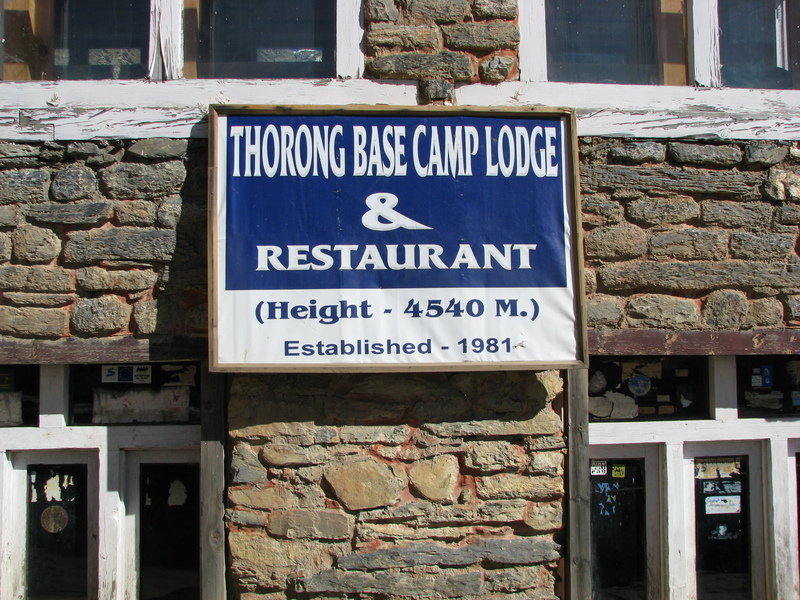 THORONG BASE CAMP LODGE
&
RESTAURANT
(Height - 4540 M.)
Established - 1981